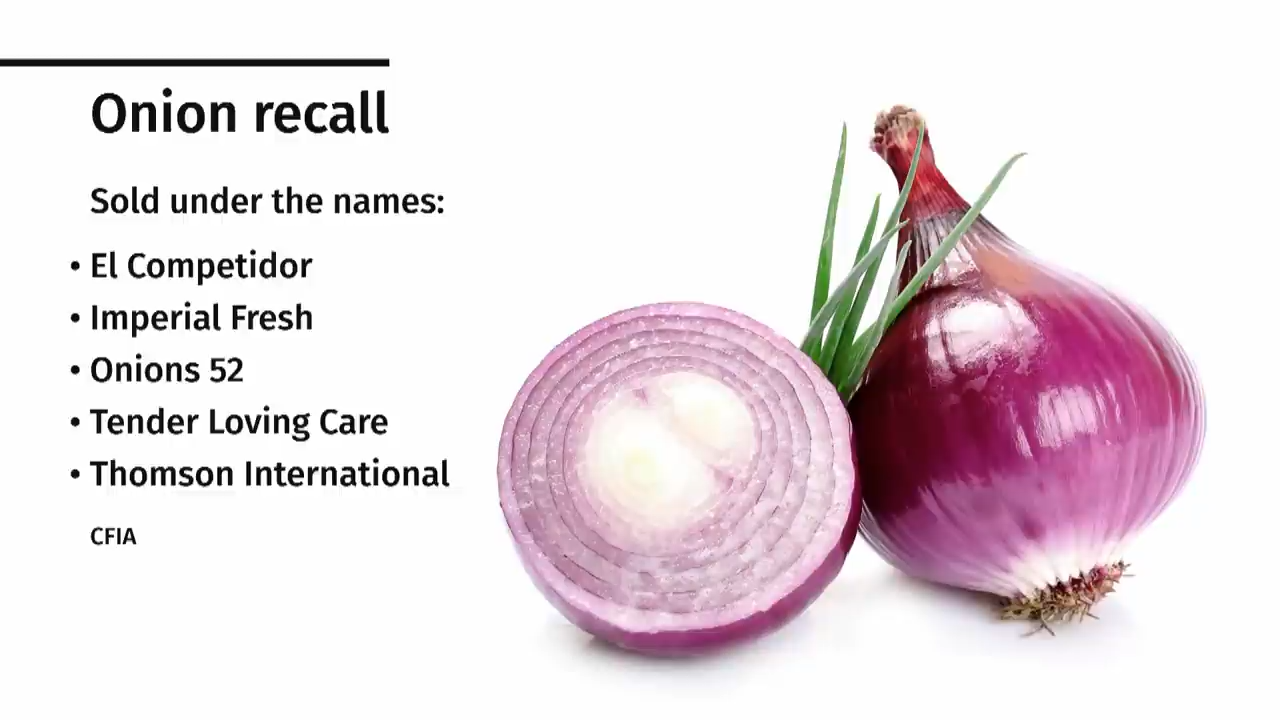 Onion recall
Sold under the names:
• El Competidor
• Imperial Fresh
• Onions 52
• Tender Loving Care
• Thomson International
CFIA